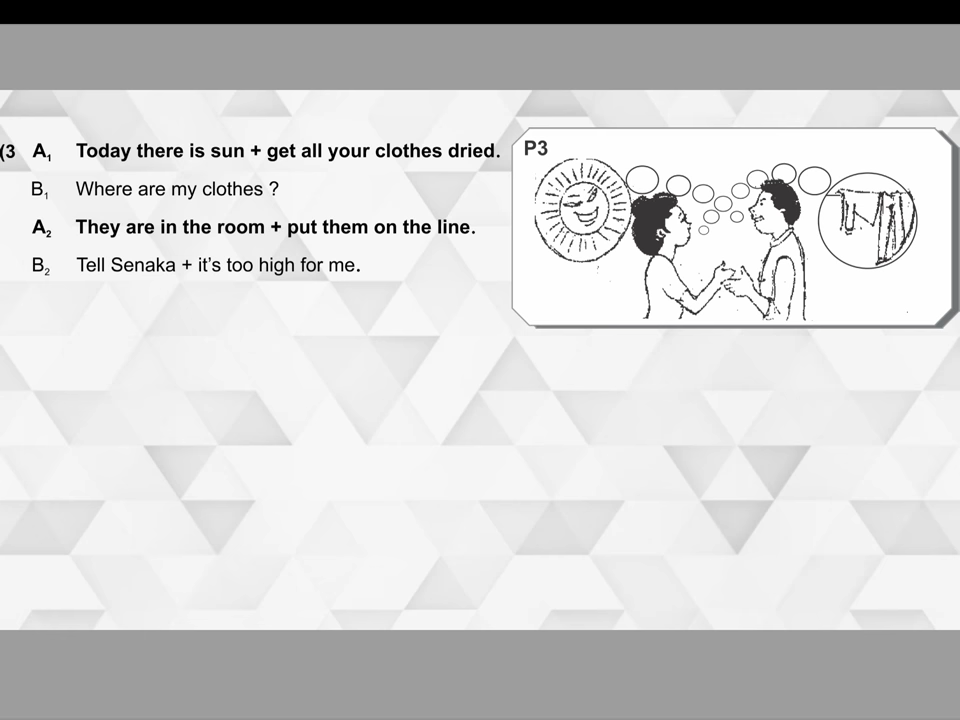 (3 A1 Today there is sun + get all your clothes dried.
B1 Where are my clothes ?
A2 They are in the room + put them on the line.
B2 Tell Senaka + it's too high for me.
P3